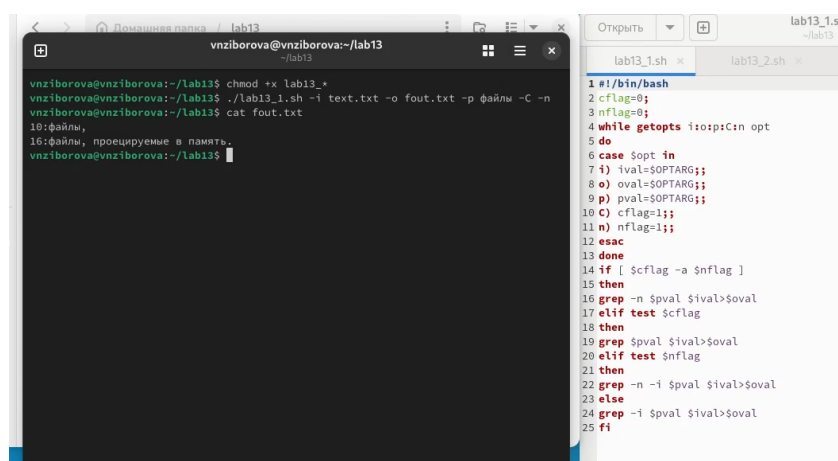 Домашняя папка / lab13
vnziborova@vnziborova:~/lab13
~/lab13
vnziborova@vnziborova:~/lab13$ chmod +x lab13_*
vnziborova@vnziborova:~/lab13$ ./lab13_1.sh -i text.txt -o fout.txt -p файлы -C -n
vnziborova@vnziborova:~/lab13$ cat fout.txt
10:файлы,
16:файлы, проецируемые в память.
vnziborova@vnziborova:~/lab13$
Открыть
lab13_1.s
~/lab13
lab13_1.sh ×
lab13_2.sh ×
1 #!/bin/bash
2 cflag=0;
3 nflag=0;
4 while getopts i:o:p:C:n opt
5 do
6 case $opt in
7 i) ival=$OPTARG;;
8 o) oval=$OPTARG;;
9 p) pval=$OPTARG;;
10 C) cflag=1;;
11 n) nflag=1;;
12 esac
13 done
14 if [ $cflag -a $nflag ]
15 then
16 grep -n $pval $ival>$oval
17 elif test $cflag
18 then
19 grep $pval $ival>$oval
20 elif test $nflag
21 then
22 grep -n -i $pval $ival>$oval
23 else
24 grep -i $pval $ival>$oval
25 fi